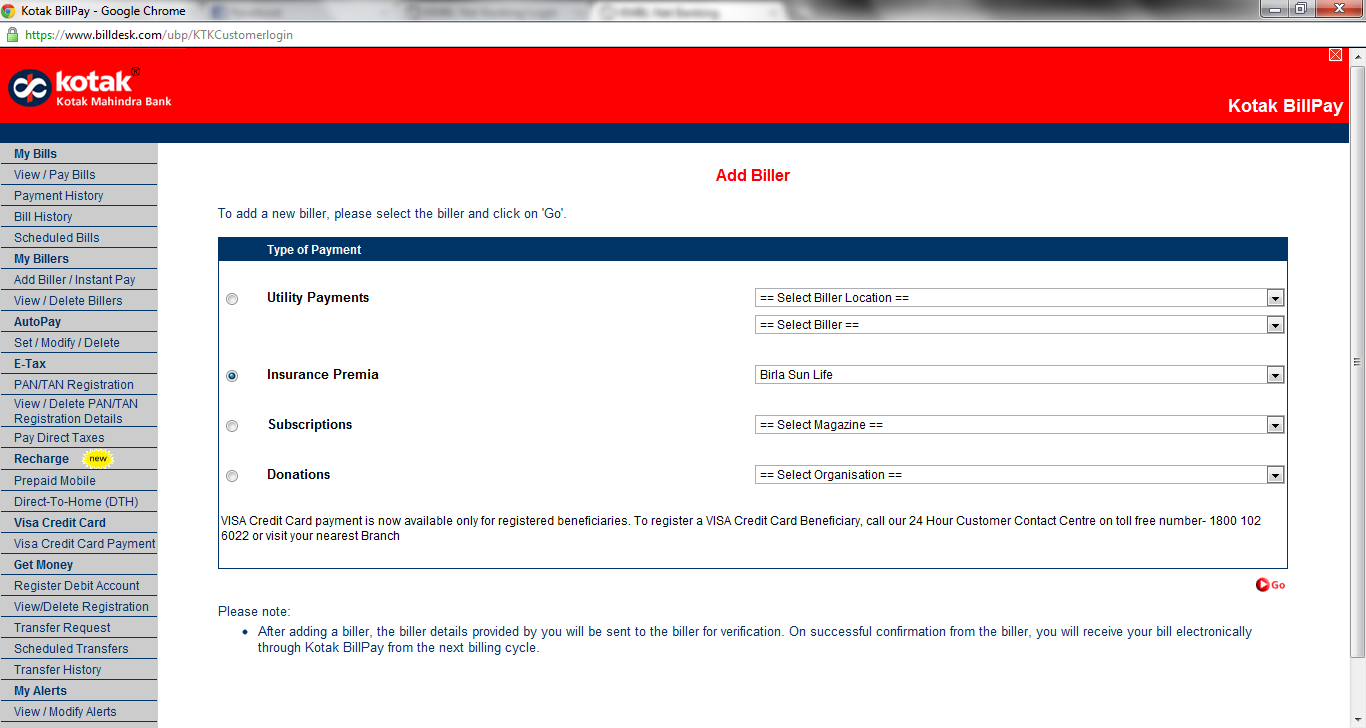 Kotak BillPay - Google Chrome
https://www.billdesk.com/ubp/KTKCustomerlogin
kotak®
Kotak Mahindra Bank
Kotak BillPay
My Bills
View / Pay Bills
Payment History
Bill History
Scheduled Bills
My Billers
Add Biller / Instant Pay
View / Delete Billers
AutoPay
Set / Modify / Delete
E-Tax
PAN/TAN Registration
View / Delete PAN/TAN
Registration Details
Pay Direct Taxes
Recharge new
Prepaid Mobile
Direct-To-Home (DTH)
Visa Credit Card
Visa Credit Card Payment
Get Money
Register Debit Account
View/Delete Registration
Transfer Request
Scheduled Transfers
Transfer History
My Alerts
View / Modify Alerts
Add Biller
To add a new biller, please select the biller and click on 'Go'.
Type of Payment
Utility Payments
== Select Biller Location ==
== Select Biller ==
Insurance Premia
Birla Sun Life
Subscriptions
== Select Magazine ==
Donations
== Select Organisation ==
VISA Credit Card payment is now available only for registered beneficiaries. To register a VISA Credit Card Beneficiary, call our 24 Hour Customer Contact Centre on toll free number- 1800 102
6022 or visit your nearest Branch
Go
Please note:
• After adding a biller, the biller details provided by you will be sent to the biller for verification. On successful confirmation from the biller, you will receive your bill electronically
through Kotak BillPay from the next billing cycle.